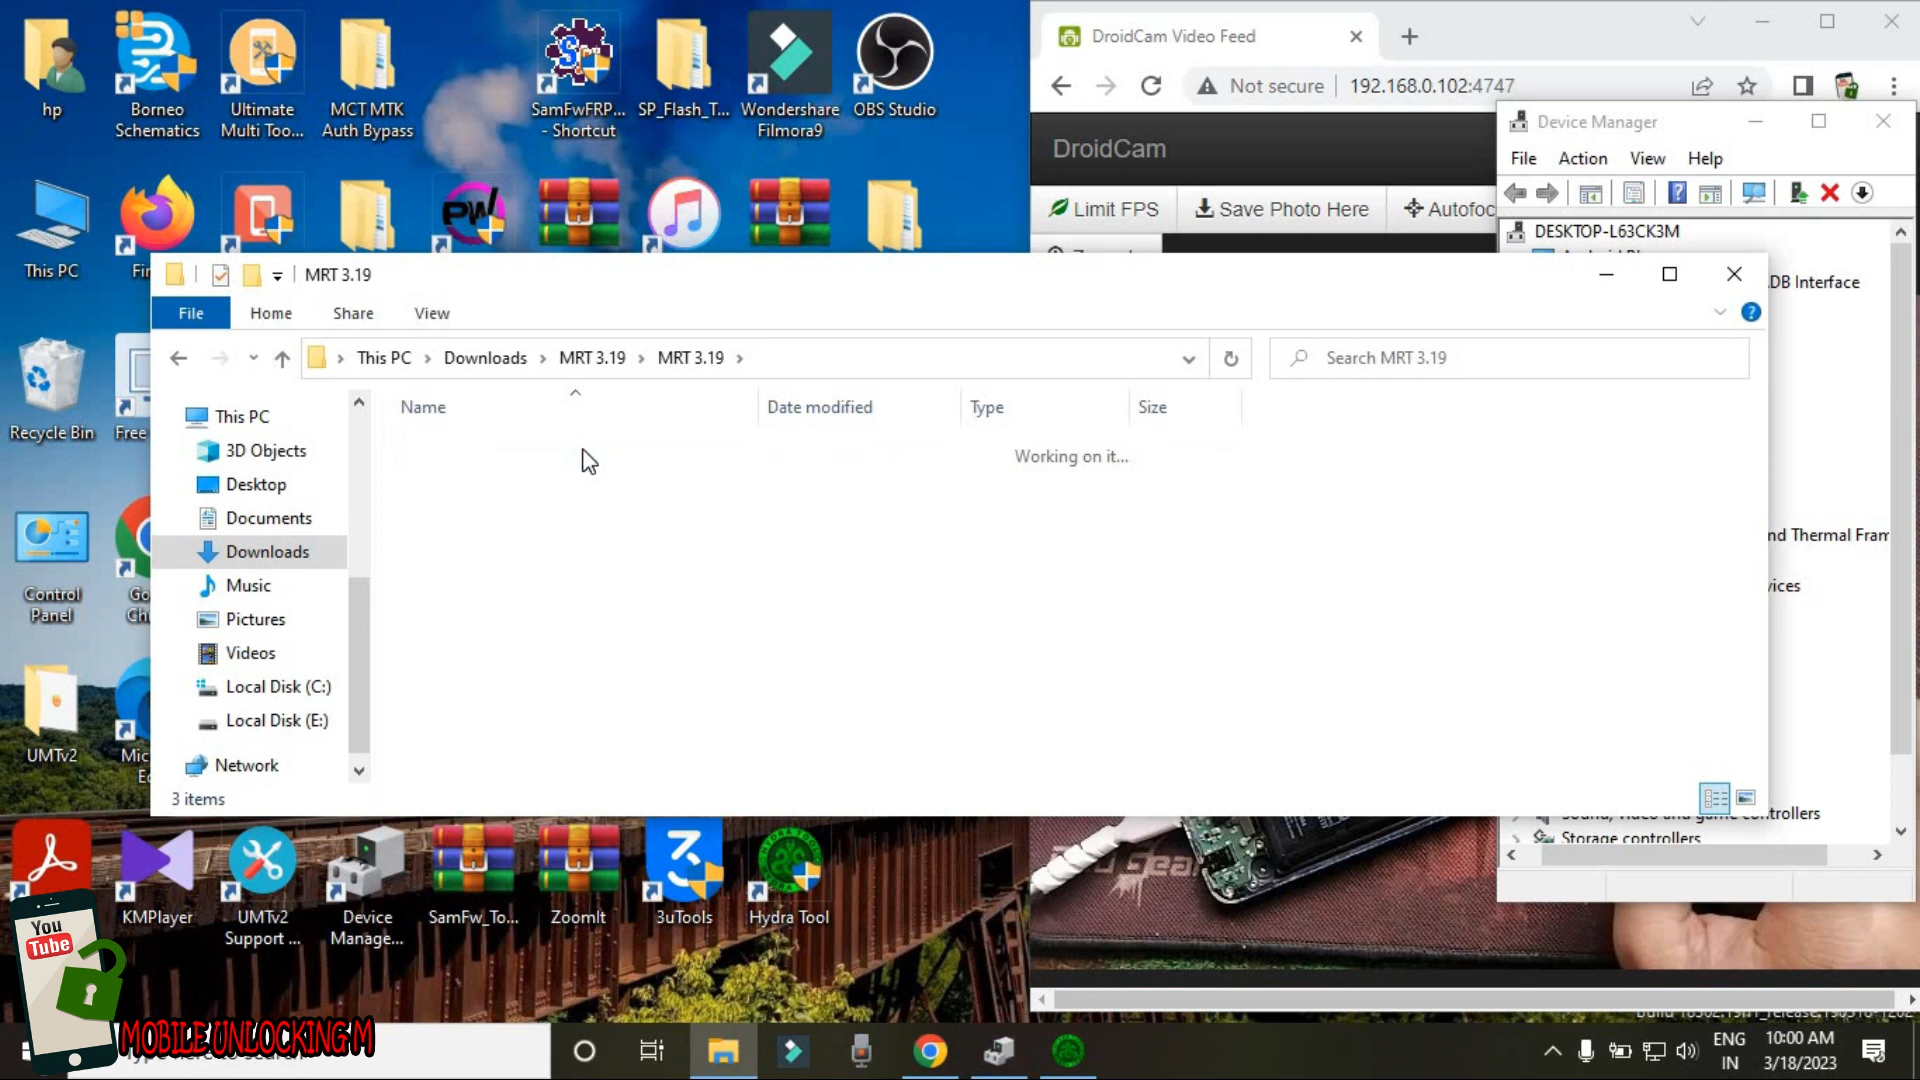 hp
Borneo
Schematics
Ultimate
Multi Too...
MCT MTK
Auth Bypass
SamFwFRP...
- Shortcut
SP_Flash_T...
Wondershare
Filmora9
OBS Studio
DroidCam Video Feed
Not secure
192.168.0.102:4747
DroidCam
Limit FPS
Save Photo Here
Autofoc
Device Manager
File
Action
View
Help
DESKTOP-L63CK3M
DB Interface
nd Thermal Fram
vices
Sound, video and game controllers
Storage controllers
This PC
Recycle Bin
Free
Control
Panel
UMTv2
MRT 3.19
File
Home
Share
View
This PC
Downloads
MRT 3.19
MRT 3.19
Search MRT 3.19
Name
Date modified
Type
Size
Working on it...
This PC
3D Objects
Desktop
Documents
Downloads
Music
Pictures
Videos
Local Disk (C:)
Local Disk (E:)
Network
3 items
KMPlayer
UMTv2
Support ...
Device
Manage...
SamFw_To...
ZoomIt
3uTools
Hydra Tool
You
Tube
MOBILE UNLOCKING M
ENG
IN
10:00 AM
3/18/2023